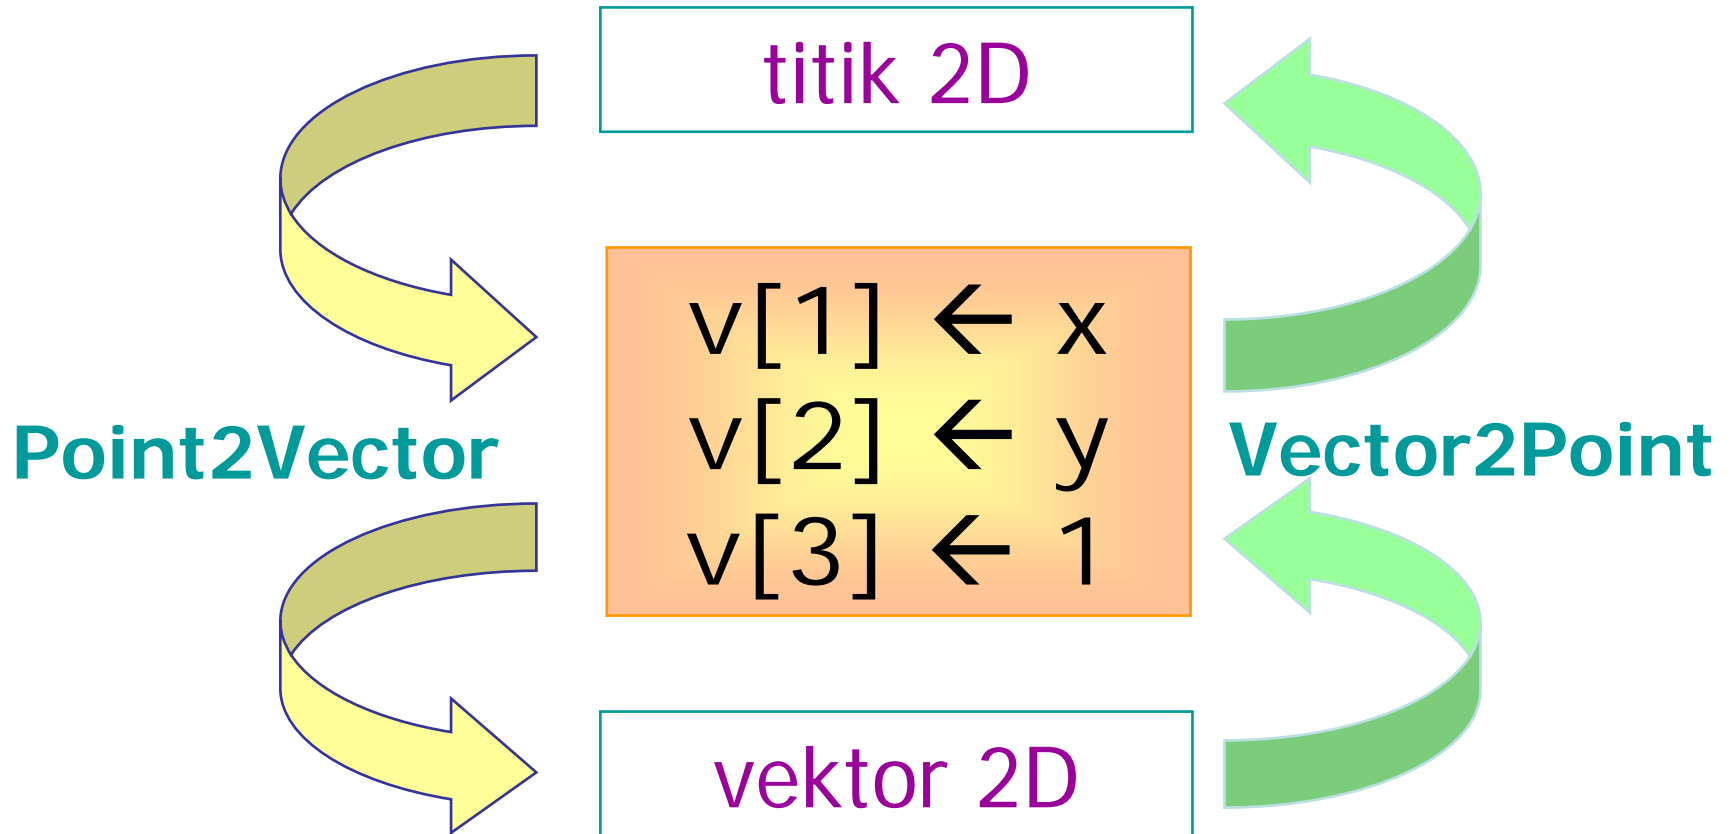 titik 2D
v[1] ← x
v[2] ← y
v[3] ← 1
Point2Vector
Vector2Point
vektor 2D